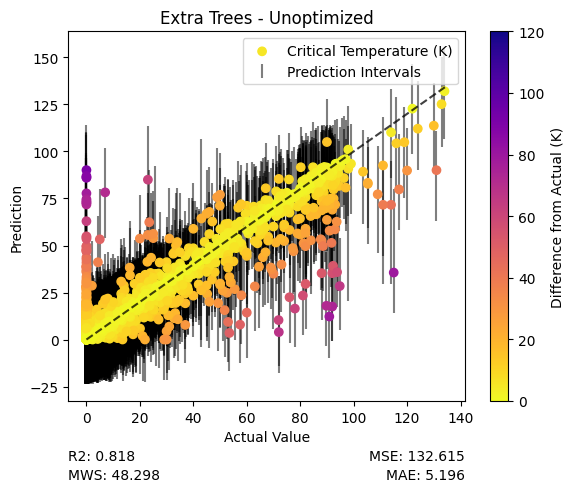 Extra Trees - Unoptimized
Critical Temperature (K)
Prediction Intervals
150
125
100
75
50
25
0
−25
Prediction
0
20
40
60
80
100
120
140
Actual Value
120
100
80
60
40
20
0
Difference from Actual (K)
R2: 0.818
MSE: 132.615
MWS: 48.298
MAE: 5.196